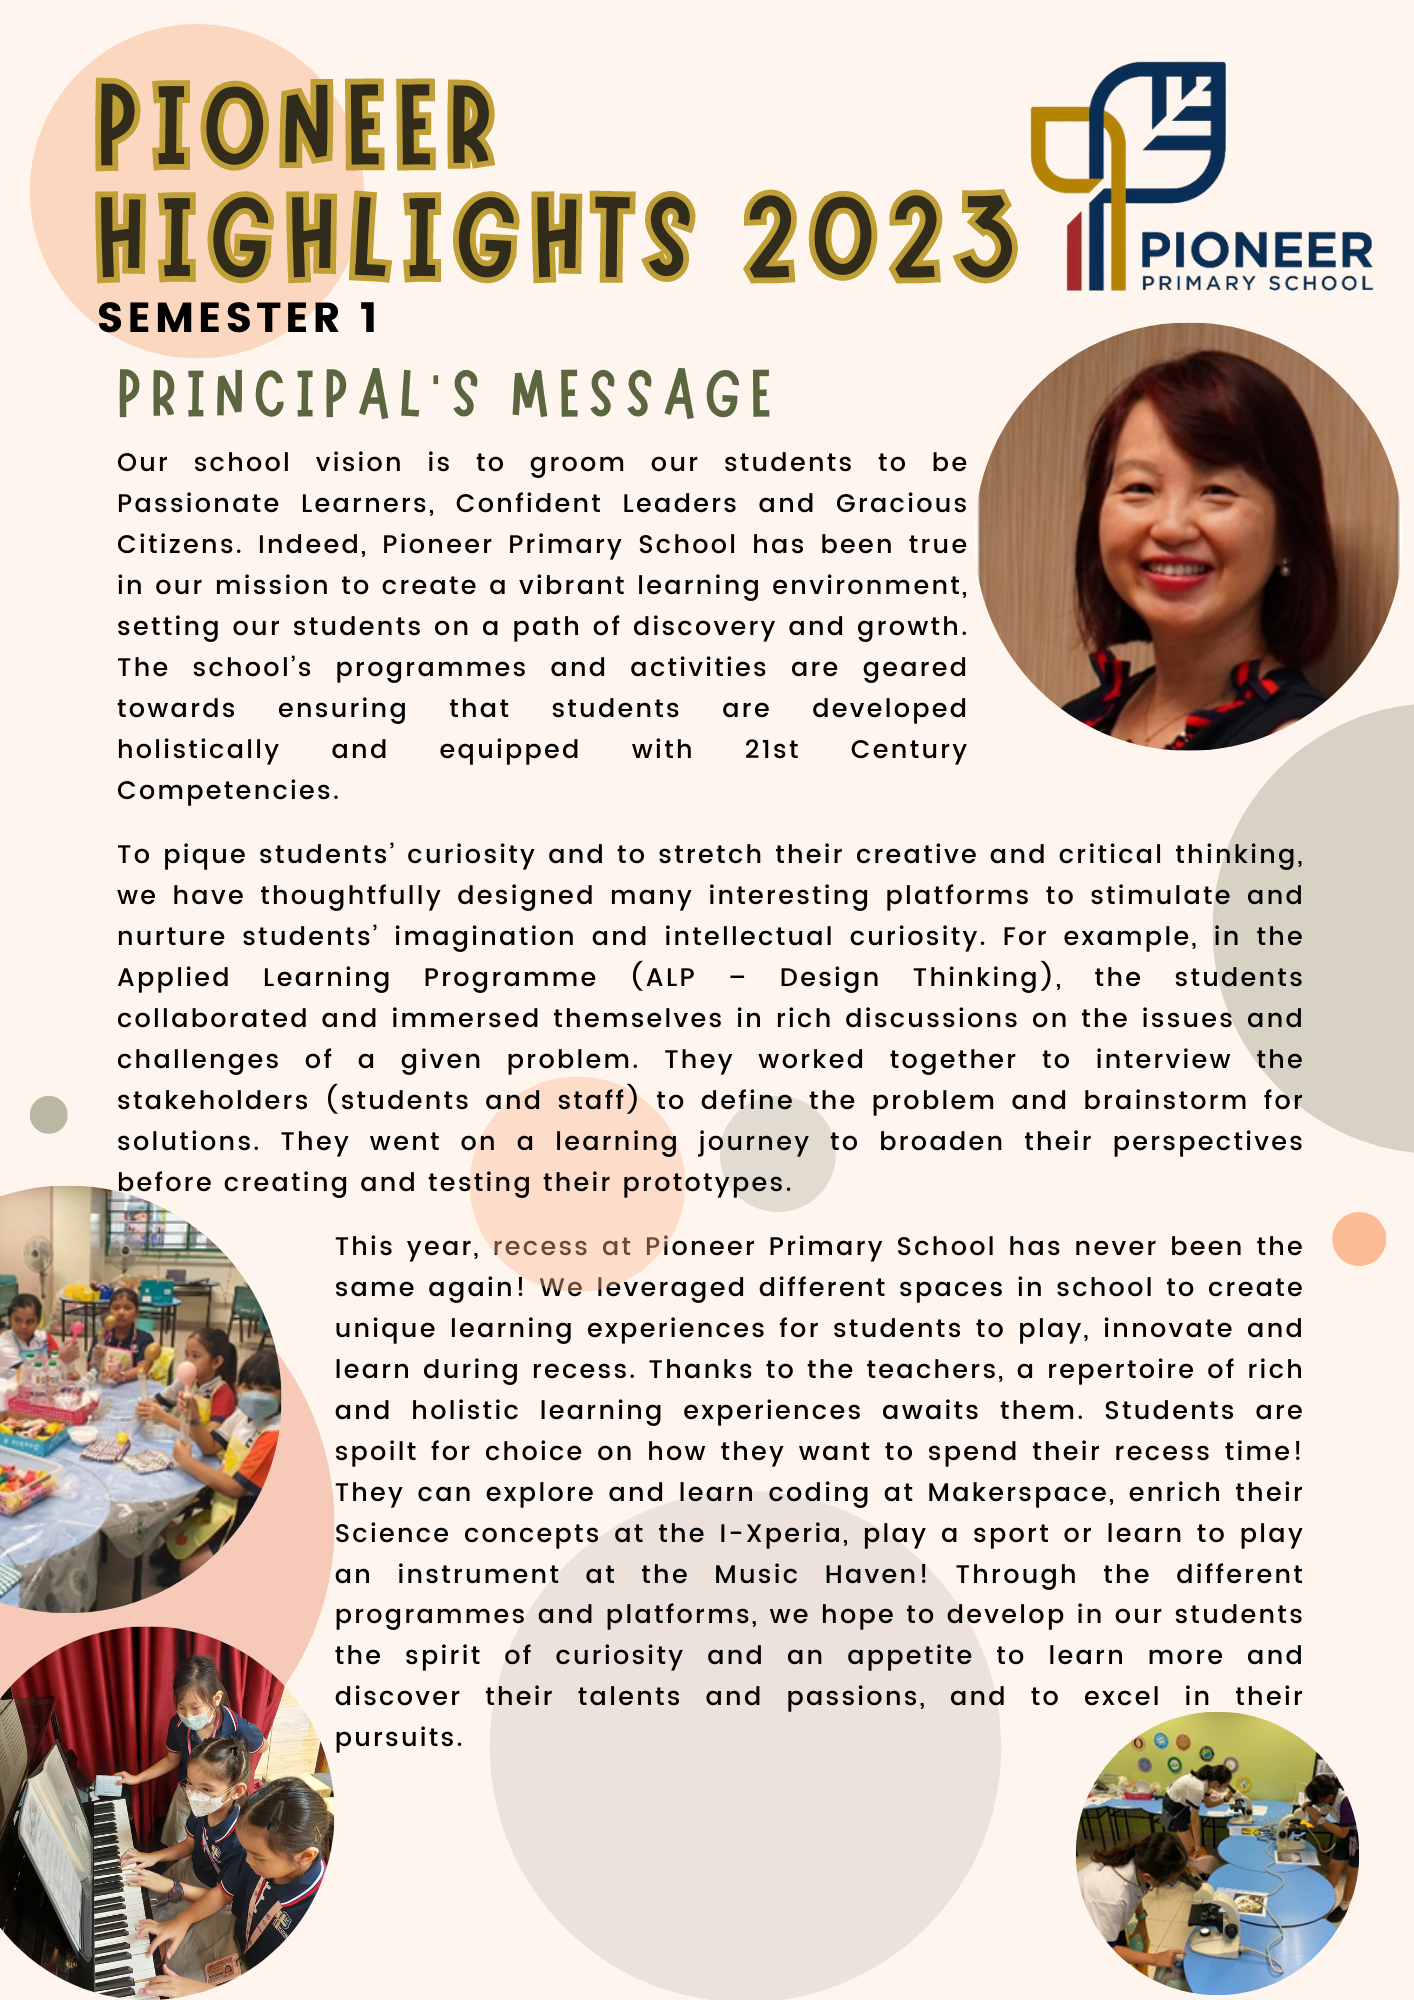 PIONEER
HIGHLIGHTS 2023
SEMESTER 1
PIONEER
PRIMARY SCHOOL
PRINCIPAL'S MESSAGE
Our school vision is to groom our students to be
Passionate Learners, Confident Leaders and Gracious
Citizens. Indeed, Pioneer Primary School has been true
in our mission to create a vibrant learning environment,
setting our students on a path of discovery and growth.
The school’s programmes and activities are geared
towards ensuring that students are developed
holistically and equipped with 21st Century
Competencies.
To pique students’ curiosity and to stretch their creative and critical thinking,
we have thoughtfully designed many interesting platforms to stimulate and
nurture students’ imagination and intellectual curiosity. For example, in the
Applied Learning Programme (ALP – Design Thinking), the students
collaborated and immersed themselves in rich discussions on the issues and
challenges of a given problem. They worked together to interview the
stakeholders (students and staff) to define the problem and brainstorm for
solutions. They went on a learning journey to broaden their perspectives
before creating and testing their prototypes.
This year, recess at Pioneer Primary School has never been the
same again! We leveraged different spaces in school to create
unique learning experiences for students to play, innovate and
learn during recess. Thanks to the teachers, a repertoire of rich
and holistic learning experiences awaits them. Students are
spoilt for choice on how they want to spend their recess time!
They can explore and learn coding at Makerspace, enrich their
Science concepts at the I-Xperia, play a sport or learn to play
an instrument at the Music Haven! Through the different
programmes and platforms, we hope to develop in our students
the spirit of curiosity and an appetite to learn more and
discover their talents and passions, and to excel in their
pursuits.